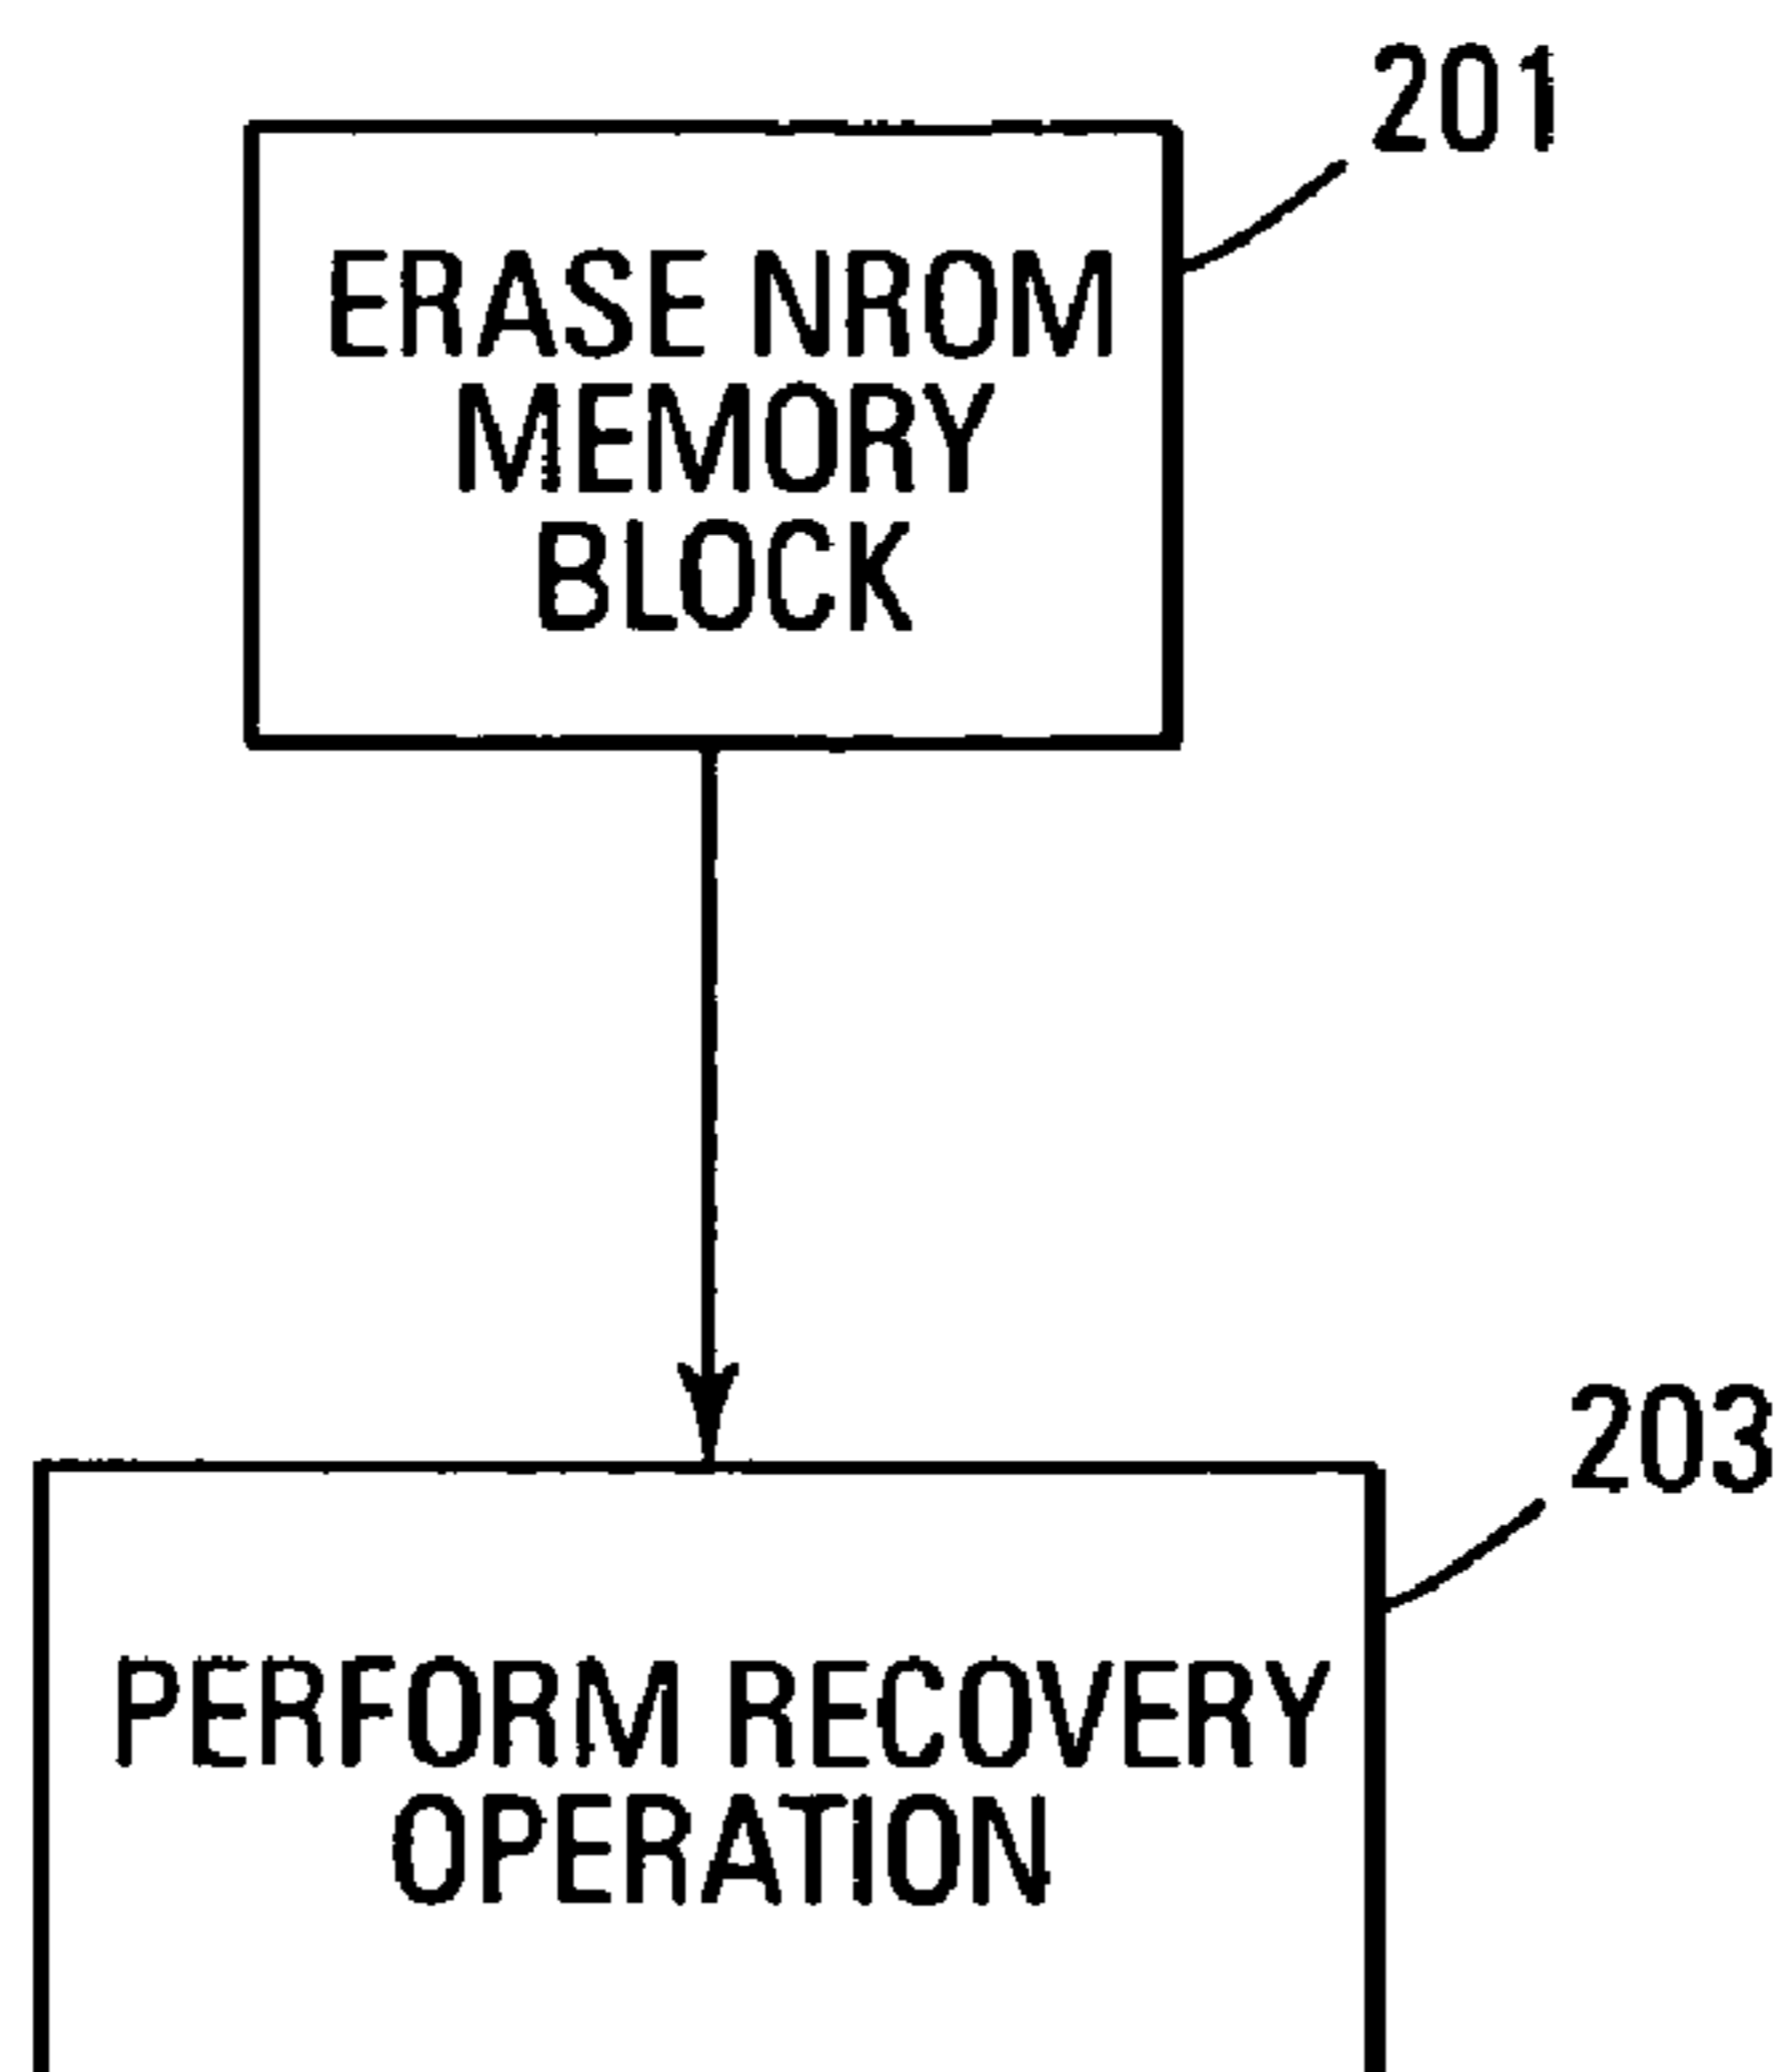 201
ERASE NROM
MEMORY
BLOCK
203
PERFORM RECOVERY
OPERATION